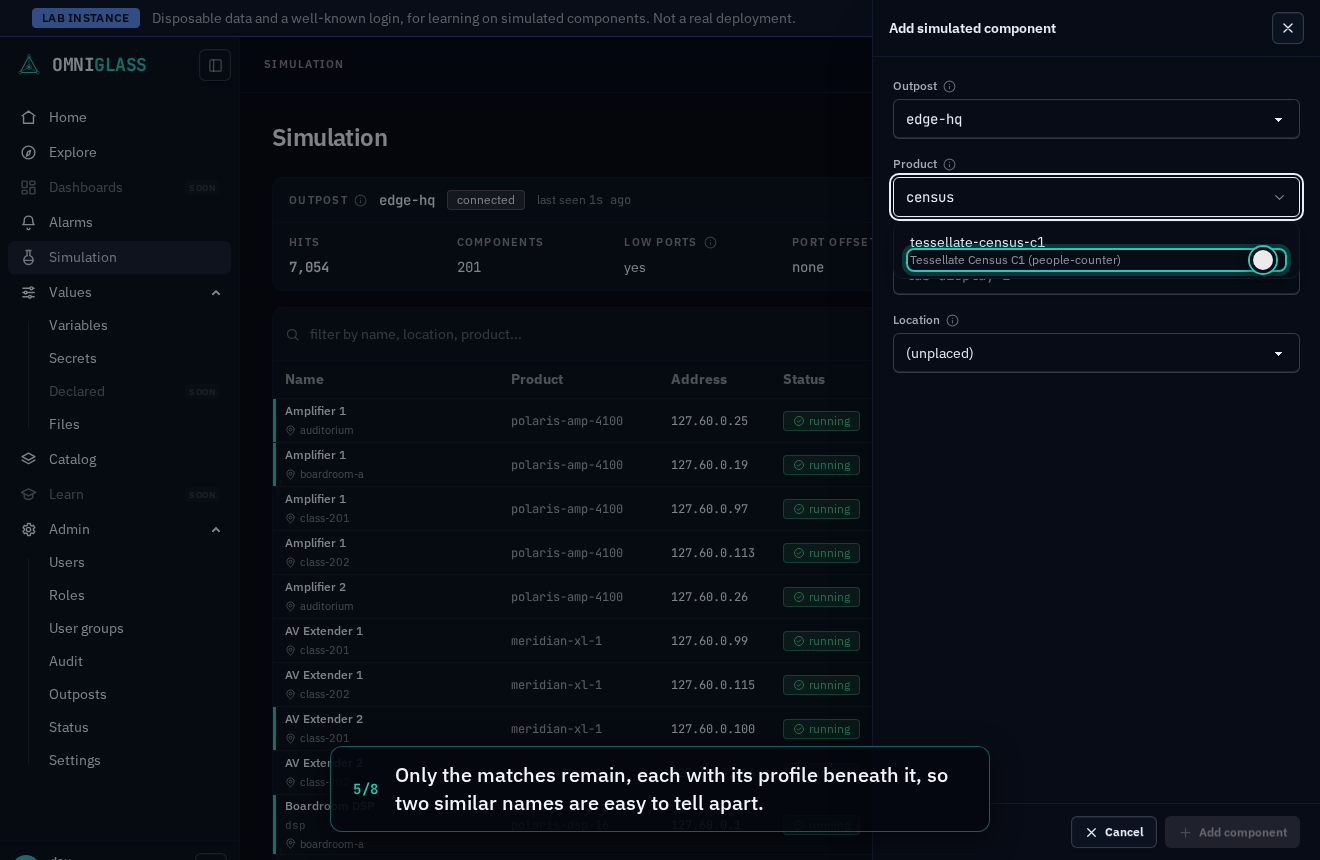 LAB INSTANCE Disposable data and a well-known login, for learning on simulated components. Not a real deployment.
OMNIGLASS
Home
Explore
Dashboards SOON
Alarms
Simulation
Values
Variables
Secrets
Declared SOON
Files
Catalog
Learn SOON
Admin
Users
Roles
User groups
Audit
Outposts
Status
Settings
SIMULATION
Simulation
OUTPOST edge-hq connected last seen 1s ago
HITS COMPONENTS LOW PORTS PORT OFFSET
7,054 201 yes none
filter by name, location, product...
Name Product Address Status
Amplifier 1 polaris-amp-4100 127.60.0.25 running
auditorium
Amplifier 1 polaris-amp-4100 127.60.0.19 running
boardroom-a
Amplifier 1 polaris-amp-4100 127.60.0.97 running
class-201
Amplifier 1 polaris-amp-4100 127.60.0.113 running
class-202
Amplifier 2 polaris-amp-4100 127.60.0.26 running
auditorium
AV Extender 1 meridian-xl-1 127.60.0.99 running
class-201
AV Extender 1 meridian-xl-1 127.60.0.115 running
class-202
AV Extender 2 meridian-xl-1 127.60.0.100 running
class-201
AV Extender 2
Boardroom DSP
dsp
boardroom-a
Add simulated component
Outpost
edge-hq
Product
census
tessellate-census-c1
Tessellate Census C1 (people-counter)
Location
(unplaced)
5/8 Only the matches remain, each with its profile beneath it, so
two similar names are easy to tell apart.
Cancel Add component